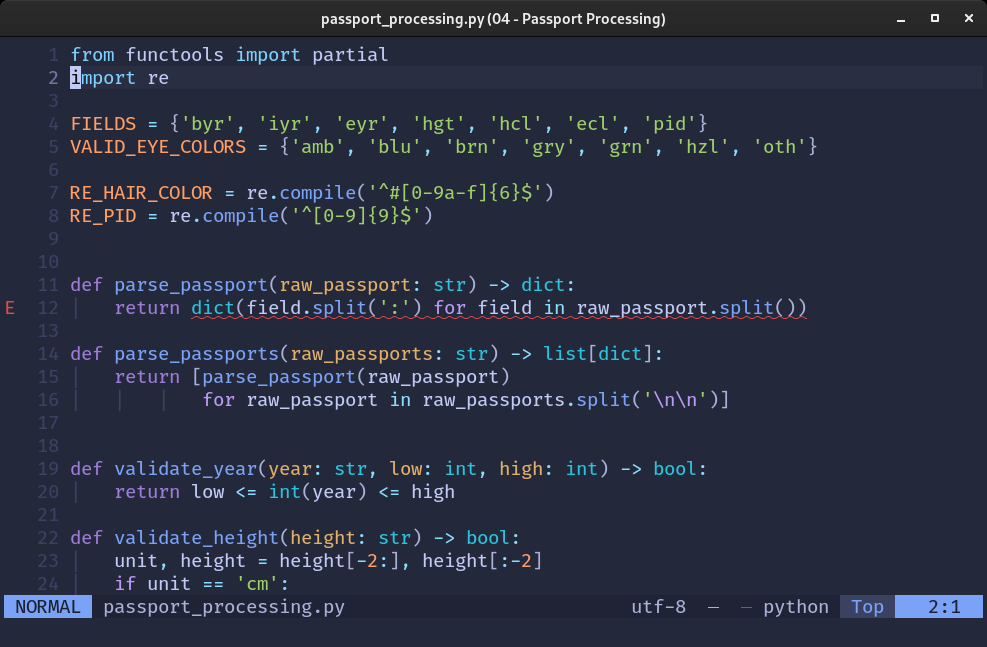 passport_processing.py (04 - Passport Processing)
1 from functools import partial
2 import re
3
4 FIELDS = {'byr', 'iyr', 'eyr', 'hgt', 'hcl', 'ecl', 'pid'}
5 VALID_EYE_COLORS = {'amb', 'blu', 'brn', 'gry', 'grn', 'hzl', 'oth'}
6
7 RE_HAIR_COLOR = re.compile('^#[0-9a-f]{6}$')
8 RE_PID = re.compile('^[0-9]{9}$')
9
10
11 def parse_passport(raw_passport: str) -> dict:
E 12     return dict(field.split(':') for field in raw_passport.split())
13
14 def parse_passports(raw_passports: str) -> list[dict]:
15     return [parse_passport(raw_passport)
16             for raw_passport in raw_passports.split('\n\n')]
17
18
19 def validate_year(year: str, low: int, high: int) -> bool:
20     return low <= int(year) <= high
21
22 def validate_height(height: str) -> bool:
23     unit, height = height[-2:], height[:-2]
24     if unit == 'cm':
NORMAL passport_processing.py utf-8 — — python Top 2:1